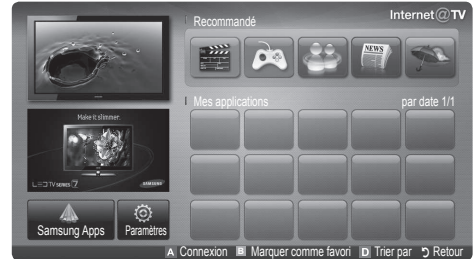 Internet@TV
Recommandé
NEWS
Mes applications par date 1/1
Make it slimmer.
LED TV SERIES 7 SAMSUNG
Samsung Apps Paramètres
A Connexion B Marquer comme favori D Trier par Retour